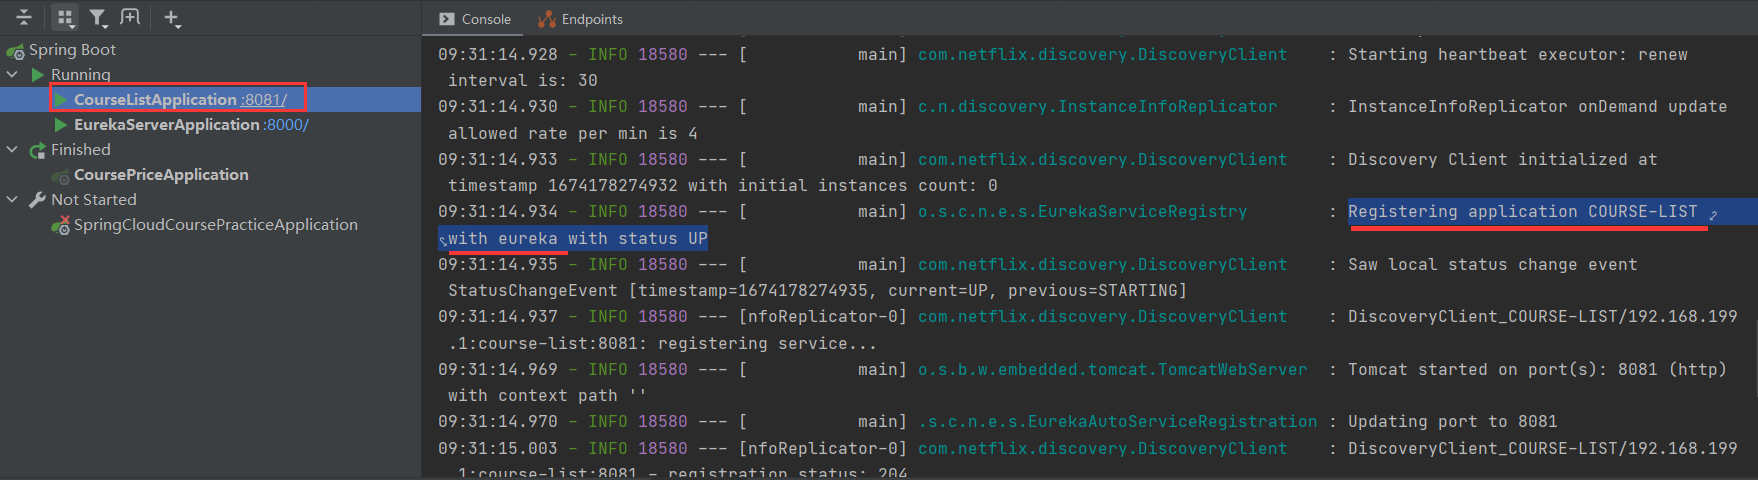 Console
Endpoints
Spring Boot
Running
CourseListApplication :8081/
EurekaServerApplication :8000/
Finished
CoursePriceApplication
Not Started
SpringCloudCoursePracticeApplication
09:31:14.928 - INFO 18580 --- [           main] com.netflix.discovery.DiscoveryClient    : Starting heartbeat executor: renew
interval is: 30
09:31:14.930 - INFO 18580 --- [           main] c.n.discovery.InstanceInfoReplicator     : InstanceInfoReplicator onDemand update
allowed rate per min is 4
09:31:14.933 - INFO 18580 --- [           main] com.netflix.discovery.DiscoveryClient    : Discovery Client initialized at
timestamp 1674178274932 with initial instances count: 0
09:31:14.934 - INFO 18580 --- [           main] o.s.c.n.e.s.EurekaServiceRegistry        : Registering application COURSE-LIST
with eureka with status UP
09:31:14.935 - INFO 18580 --- [           main] com.netflix.discovery.DiscoveryClient    : Saw local status change event
StatusChangeEvent [timestamp=1674178274935, current=UP, previous=STARTING]
09:31:14.937 - INFO 18580 --- [nfoReplicator-0] com.netflix.discovery.DiscoveryClient    : DiscoveryClient_COURSE-LIST/192.168.199
.1:course-list:8081: registering service...
09:31:14.969 - INFO 18580 --- [           main] o.s.b.w.embedded.tomcat.TomcatWebServer  : Tomcat started on port(s): 8081 (http)
with context path ''
09:31:14.970 - INFO 18580 --- [           main] .s.c.n.e.s.EurekaAutoServiceRegistration : Updating port to 8081
09:31:15.003 - INFO 18580 --- [nfoReplicator-0] com.netflix.discovery.DiscoveryClient    : DiscoveryClient_COURSE-LIST/192.168.199
.1:course-list:8081 - registration status: 204